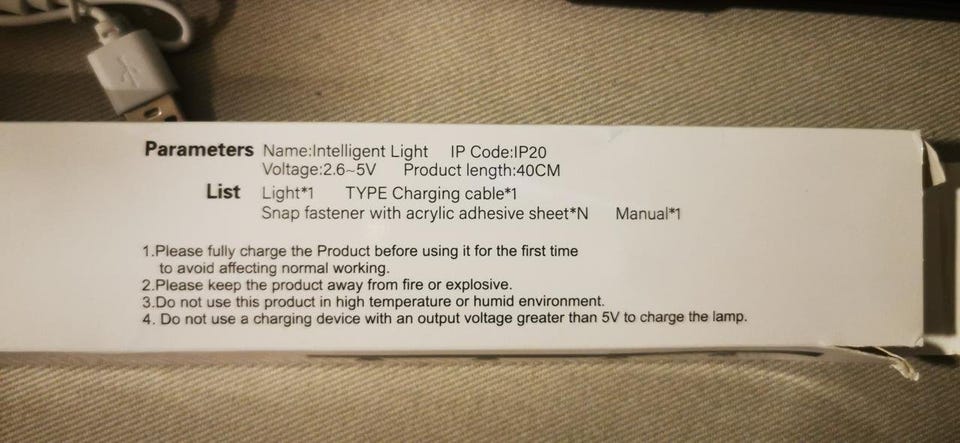 Parameters Name:Intelligent Light IP Code:IP20
Voltage:2.6~5V Product length:40CM
List Light*1 TYPE Charging cable*1
Snap fastener with acrylic adhesive sheet*N Manual*1
1.Please fully charge the Product before using it for the first time
to avoid affecting normal working.
2.Please keep the product away from fire or explosive.
3.Do not use this product in high temperature or humid environment.
4. Do not use a charging device with an output voltage greater than 5V to charge the lamp.